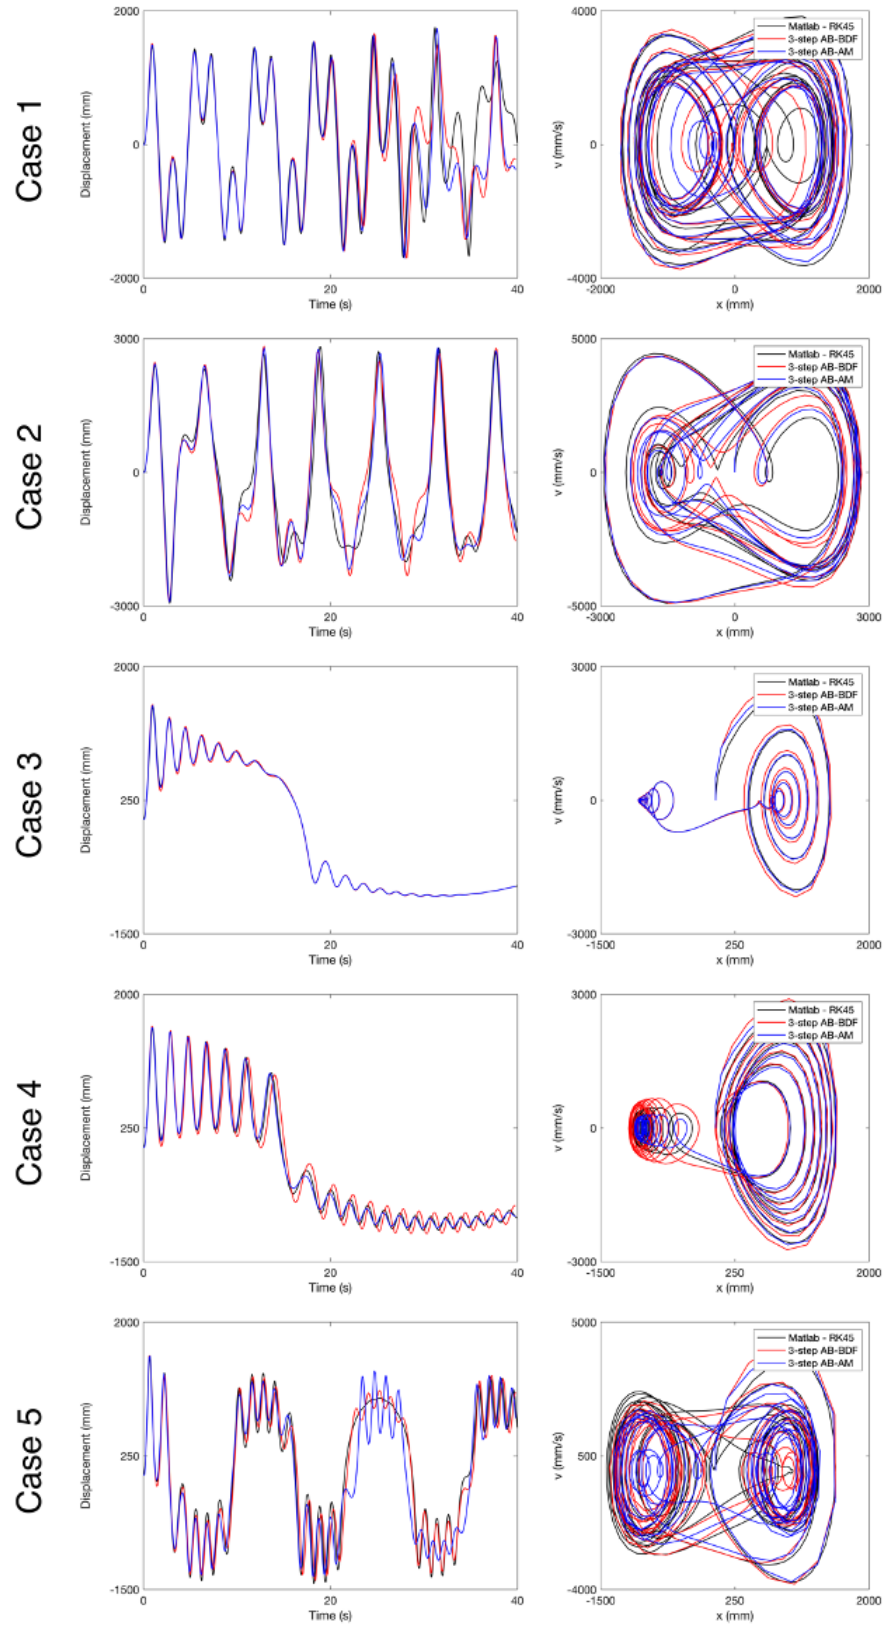 Case 1
2000
0
-2000
Displacement (mm)
0
20
40
Time (s)
4000
0
-4000
v (mm/s)
Matlab - RK45
3-step AB-BDF
3-step AB-AM
-2000
0
2000
x (mm)
Case 2
3000
0
-3000
Displacement (mm)
0
20
40
Time (s)
5000
0
-5000
v (mm/s)
Matlab - RK45
3-step AB-BDF
3-step AB-AM
-3000
0
3000
x (mm)
Case 3
2000
250
-1500
Displacement (mm)
0
20
40
Time (s)
3000
0
-3000
v (mm/s)
Matlab - RK45
3-step AB-BDF
3-step AB-AM
-1500
250
2000
x (mm)
Case 4
2000
250
-1500
Displacement (mm)
0
20
40
Time (s)
3000
0
-3000
v (mm/s)
Matlab - RK45
3-step AB-BDF
3-step AB-AM
-1500
250
2000
x (mm)
Case 5
2000
250
-1500
Displacement (mm)
0
20
40
Time (s)
5000
500
-4000
v (mm/s)
Matlab - RK45
3-step AB-BDF
3-step AB-AM
-1500
250
2000
x (mm)